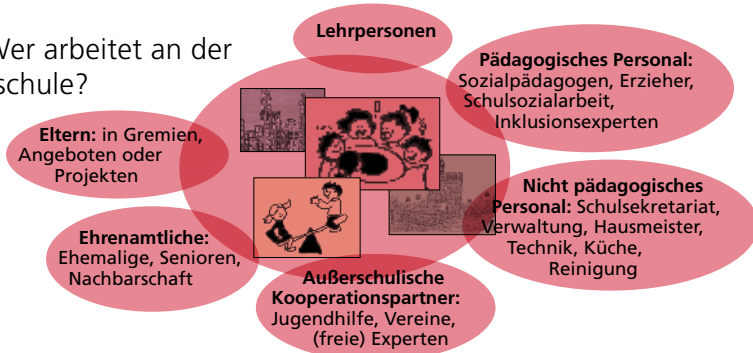 Wer arbeitet an der
schule?
Lehrpersonen
Pädagogisches Personal:
Sozialpädagogen, Erzieher,
Schulsozialarbeit,
Inklusionsexperten
Eltern: in Gremien,
Angeboten oder
Projekten
Nicht pädagogisches
Personal: Schulsekretariat,
Verwaltung, Hausmeister,
Technik, Küche,
Reinigung
Ehrenamtliche:
Ehemalige, Senioren,
Nachbarschaft
Außerschulische
Kooperationspartner:
Jugendhilfe, Vereine,
(freie) Experten